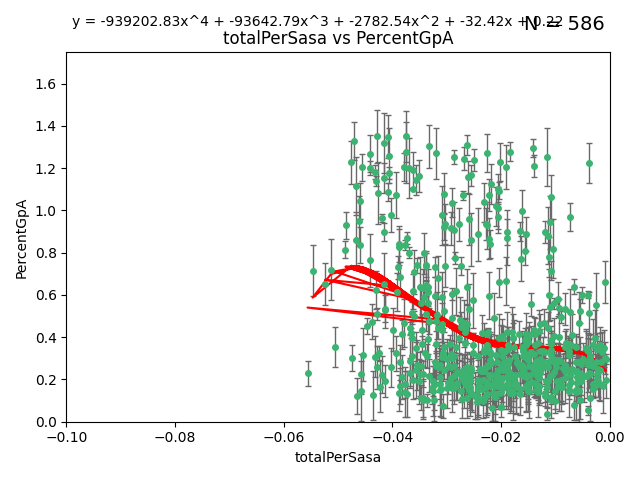 y = -939202.83x^4 + -93642.79x^3 + -2782.54x^2 + -32.42x + 0.22
N = 586
totalPerSasa vs PercentGpA
PercentGpA
1.6
1.4
1.2
1.0
0.8
0.6
0.4
0.2
0.0
−0.10 −0.08 −0.06 −0.04 −0.02 0.00
totalPerSasa